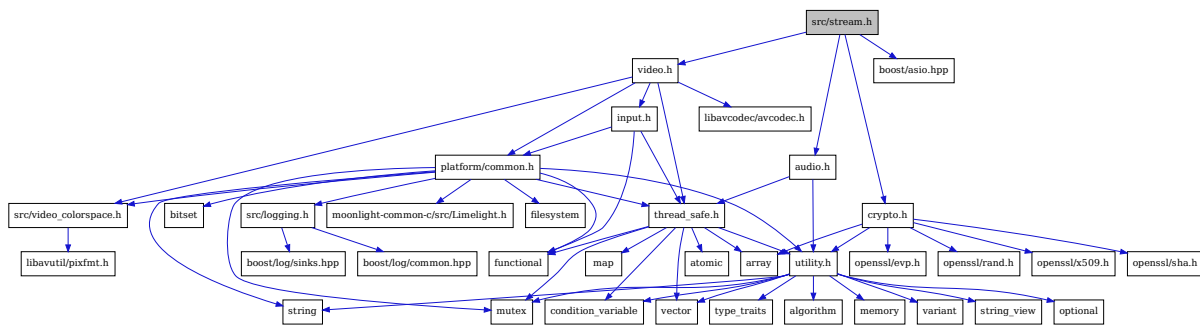 src/stream.h
video.h
boost/asio.hpp
input.h
libavcodec/avcodec.h
platform/common.h
audio.h
src/video_colorspace.h
bitset
src/logging.h
moonlight-common-c/src/Limelight.h
filesystem
thread_safe.h
crypto.h
libavutil/pixfmt.h
boost/log/sinks.hpp
boost/log/common.hpp
functional
map
atomic
array
utility.h
openssl/evp.h
openssl/rand.h
openssl/x509.h
openssl/sha.h
string
mutex
condition_variable
vector
type_traits
algorithm
memory
variant
string_view
optional